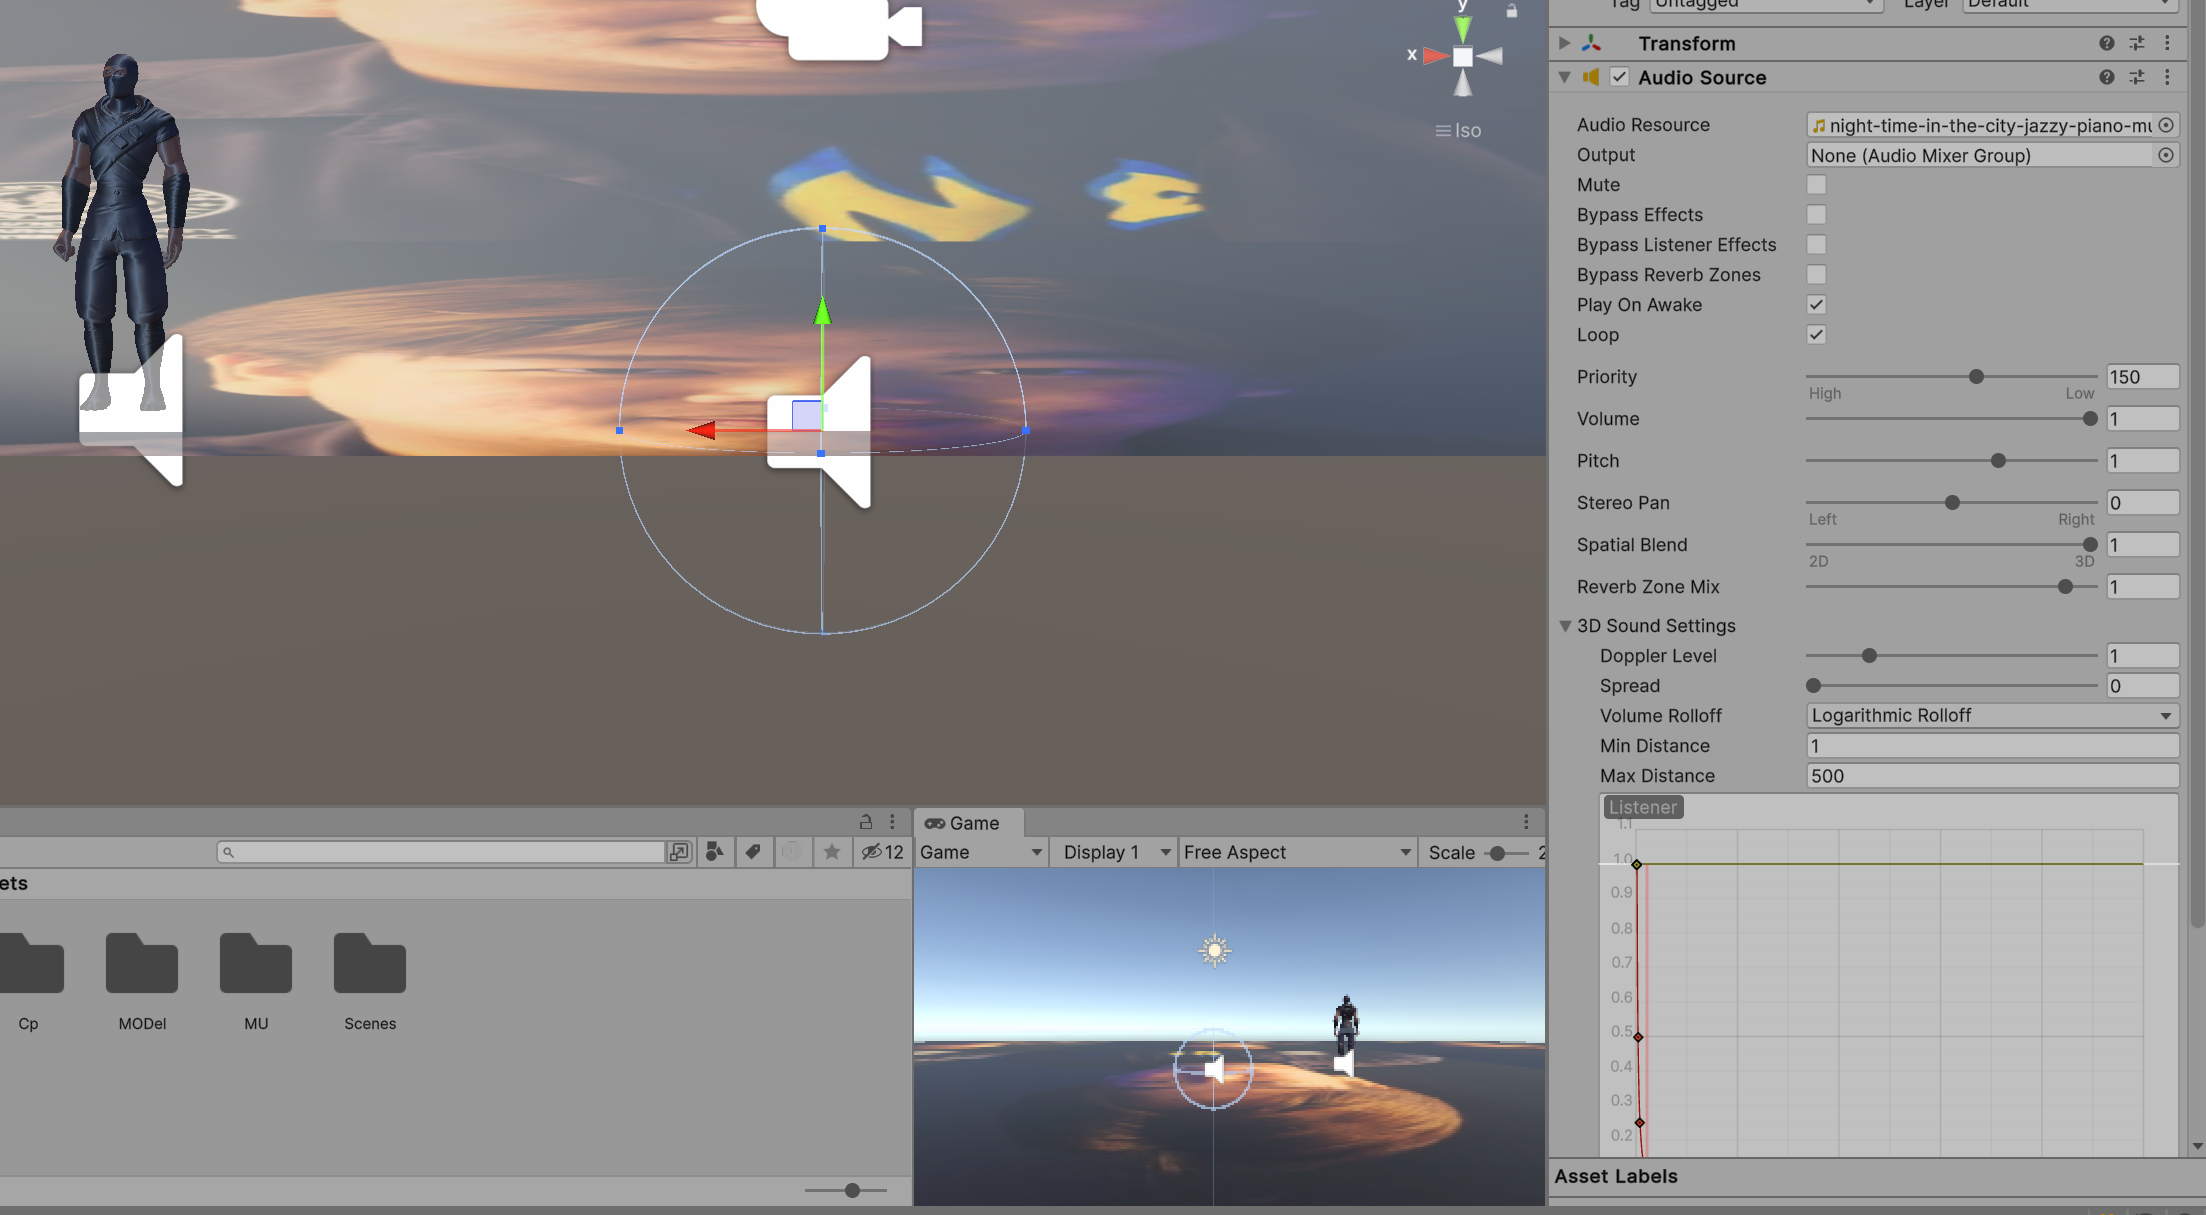 Tag Untagged Layer Default
Transform
Audio Source
y
x
Iso
Audio Resource night-time-in-the-city-jazzy-piano-mu
Output None (Audio Mixer Group)
Mute
Bypass Effects
Bypass Listener Effects
Bypass Reverb Zones
Play On Awake
Loop
Priority 150
High Low
Volume 1
Pitch 1
Stereo Pan 0
Left Right
Spatial Blend 1
2D 3D
Reverb Zone Mix 1
3D Sound Settings
Doppler Level 1
Spread 0
Volume Rolloff Logarithmic Rolloff
Min Distance 1
Max Distance 500
Listener
1.1
1.0
0.9
0.8
0.7
0.6
0.5
0.4
0.3
0.2
Asset Labels
12
ets
Cp MODel MU Scenes
Game
Game Display 1 Free Aspect Scale 2